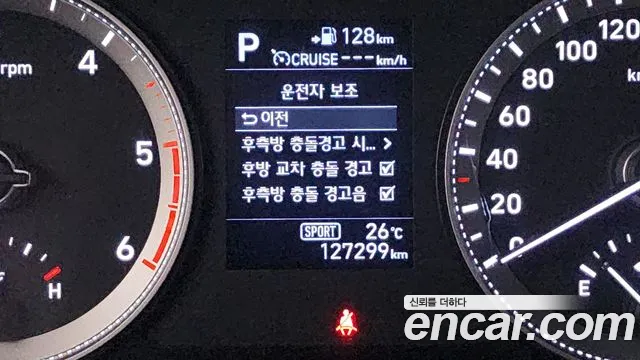 P
128km
CRUISE --- km/h
운전자 보조
이전
후측방 충돌경고 시...
후방 교차 충돌 경고
후측방 충돌 경고음
SPORT 26℃
127299km
rpm
4
5
6
H
120
100
80
60
40
20
0
E
신뢰를 더하다
encar.com